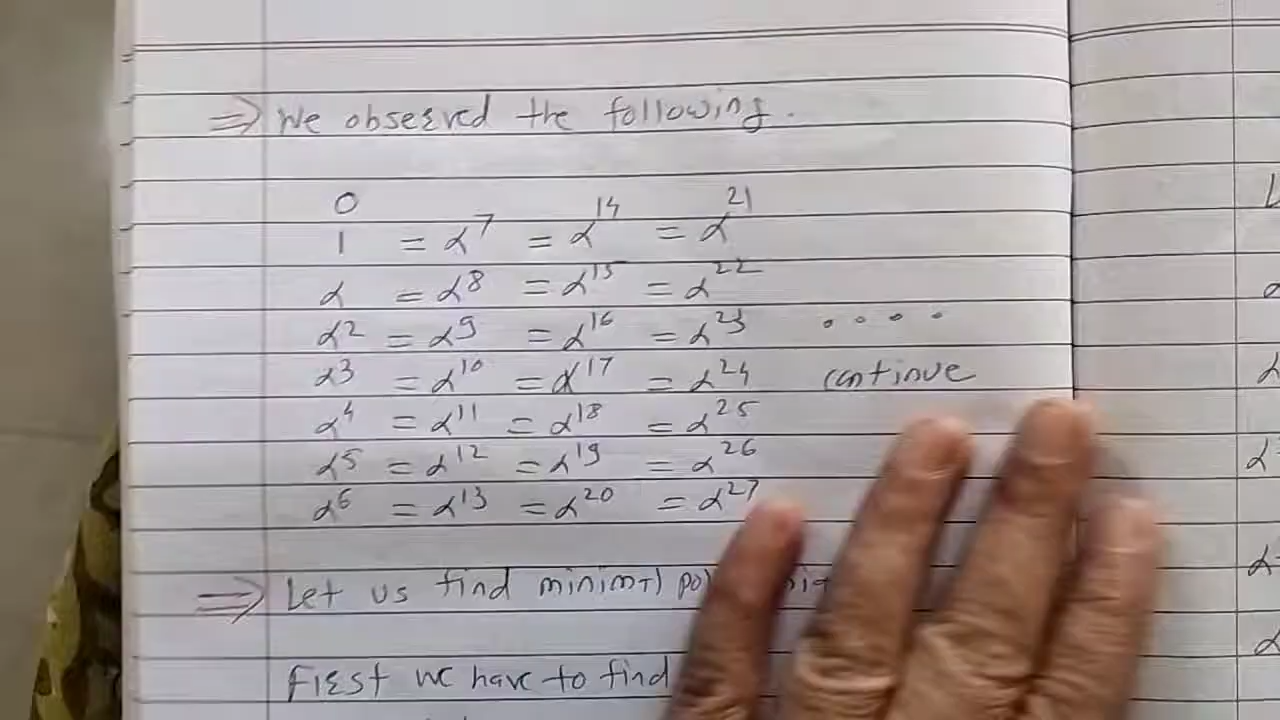 ⇒ We observed the following.
0
1 = α^7 = α^14 = α^21
α = α^8 = α^15 = α^22
α^2 = α^9 = α^16 = α^23 . . . .
α^3 = α^10 = α^17 = α^24 continue
α^4 = α^11 = α^18 = α^25
α^5 = α^12 = α^19 = α^26
α^6 = α^13 = α^20 = α^27
⇒ Let us find
First we have to find